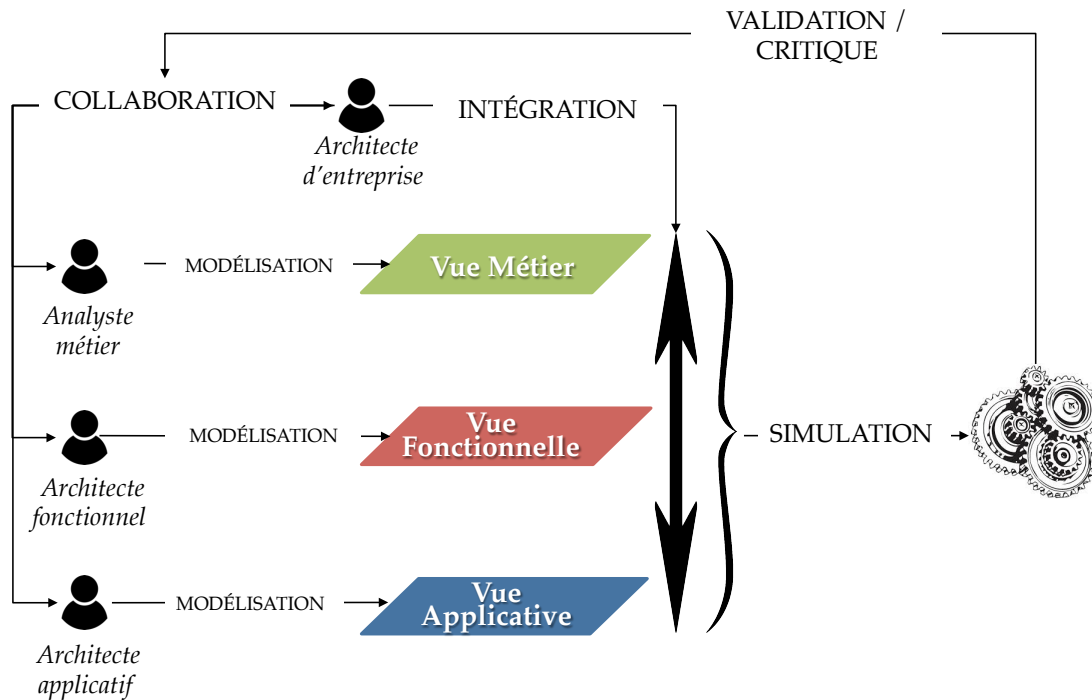 VALIDATION /
CRITIQUE
COLLABORATION
INTÉGRATION
Architecte
d'entreprise
MODÉLISATION
Vue Métier
Analyste
métier
MODÉLISATION
Vue
Fonctionnelle
SIMULATION
Architecte
fonctionnel
MODÉLISATION
Vue
Applicative
Architecte
applicatif